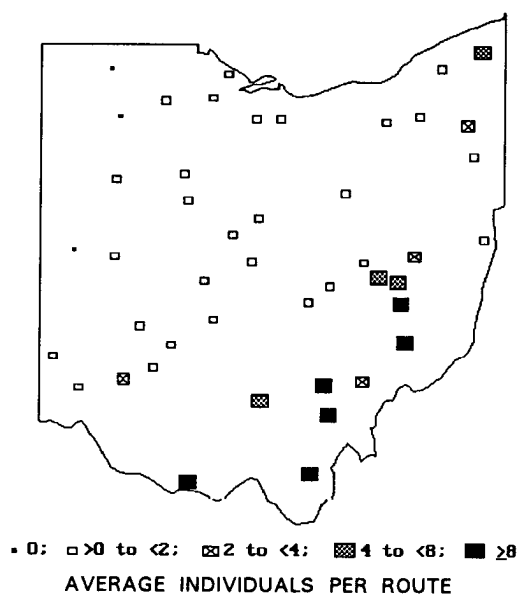 0; >0 to <2; 2 to <4; 4 to <8; ≥8
AVERAGE INDIVIDUALS PER ROUTE